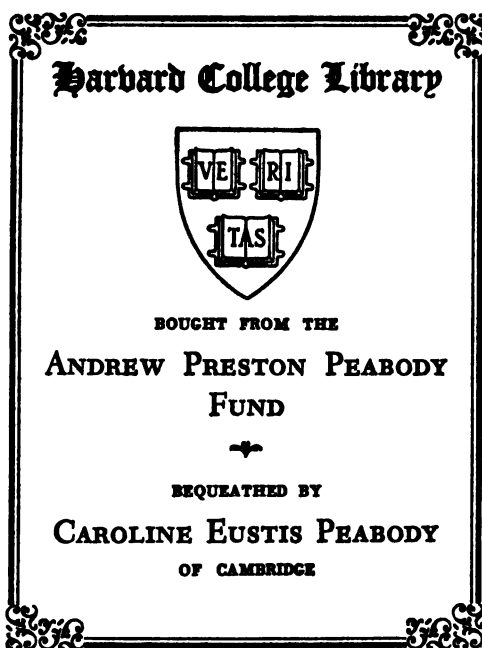 Harvard College Library
VE RI
TAS
BOUGHT FROM THE
ANDREW PRESTON PEABODY
FUND
BEQUEATHED BY
CAROLINE EUSTIS PEABODY
OF CAMBRIDGE